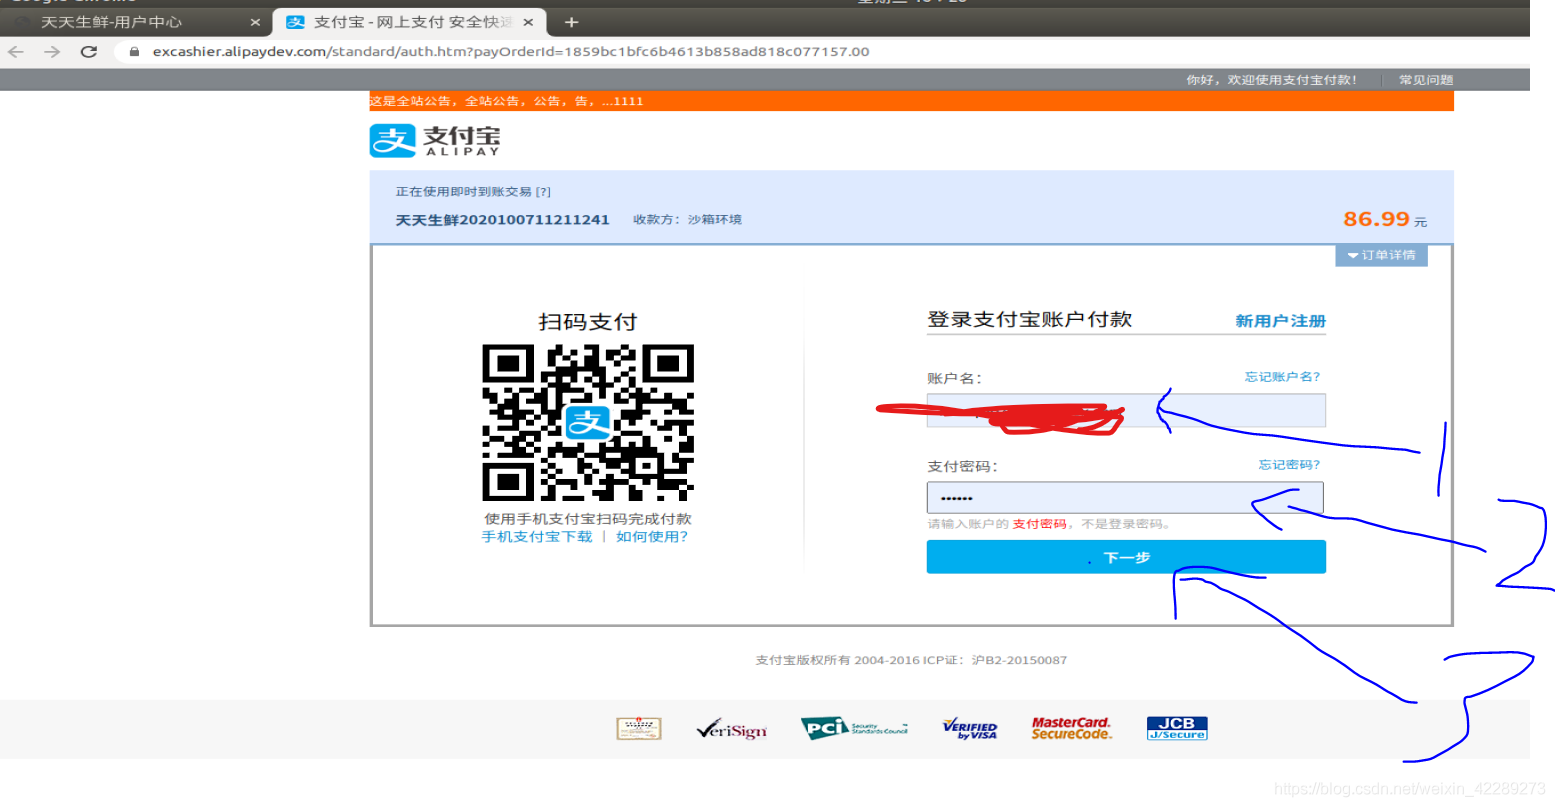 天天生鲜-用户中心
支付宝 - 网上支付 安全快速
excashier.alipaydev.com/standard/auth.htm?payOrderId=1859bc1bfc6b4613b858ad818c077157.00
你好，欢迎使用支付宝付款！ 常见问题
这是全站公告，全站公告，公告，告，...1111
支 支付宝
ALIPAY
正在使用即时到账交易 [?]
天天生鲜2020100711211241 收款方：沙箱环境
86.99 元
订单详情
扫码支付
支
使用手机支付宝扫码完成付款
手机支付宝下载 | 如何使用？
登录支付宝账户付款 新用户注册
账户名： 忘记账户名？
1
支付密码： 忘记密码？
••••••
2
请输入账户的 支付密码，不是登录密码。
下一步
3
支付宝版权所有 2004-2016 ICP证：沪B2-20150087
VeriSign
PCI Security Standards Council
VERIFIED by VISA
MasterCard. SecureCode.
JCB J/Secure
https://blog.csdn.net/weixin_42289273